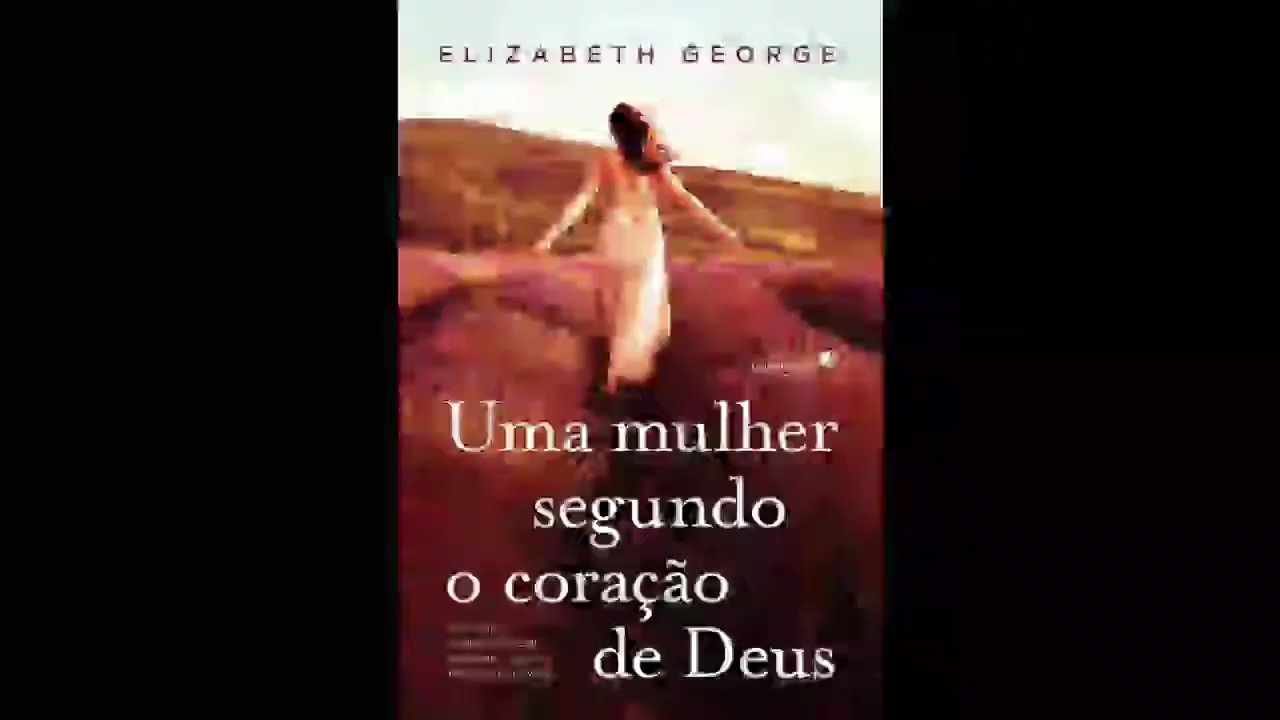 ELIZABETH GEORGE
Uma mulher
segundo
o coração
de Deus